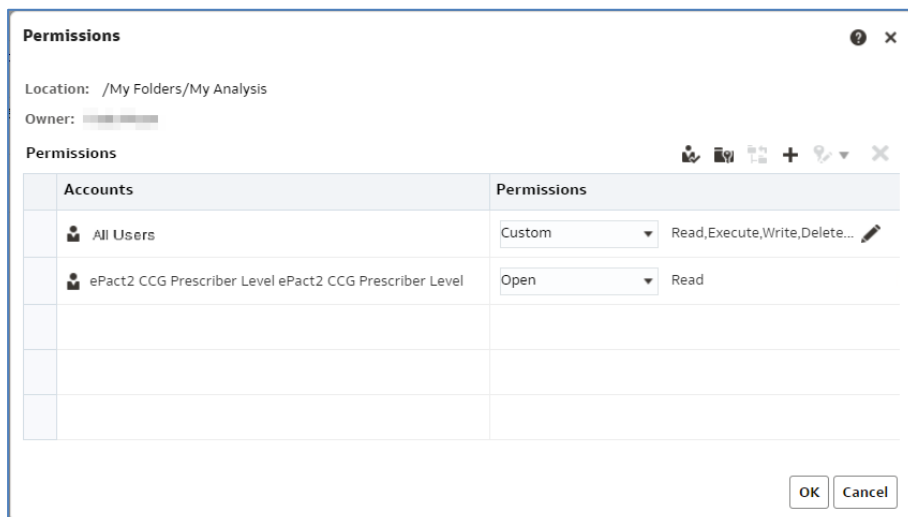 Permissions
Location: /My Folders/My Analysis
Owner:
Permissions
Accounts Permissions
All Users Custom Read,Execute,Write,Delete...
ePact2 CCG Prescriber Level ePact2 CCG Prescriber Level Open Read
OK Cancel